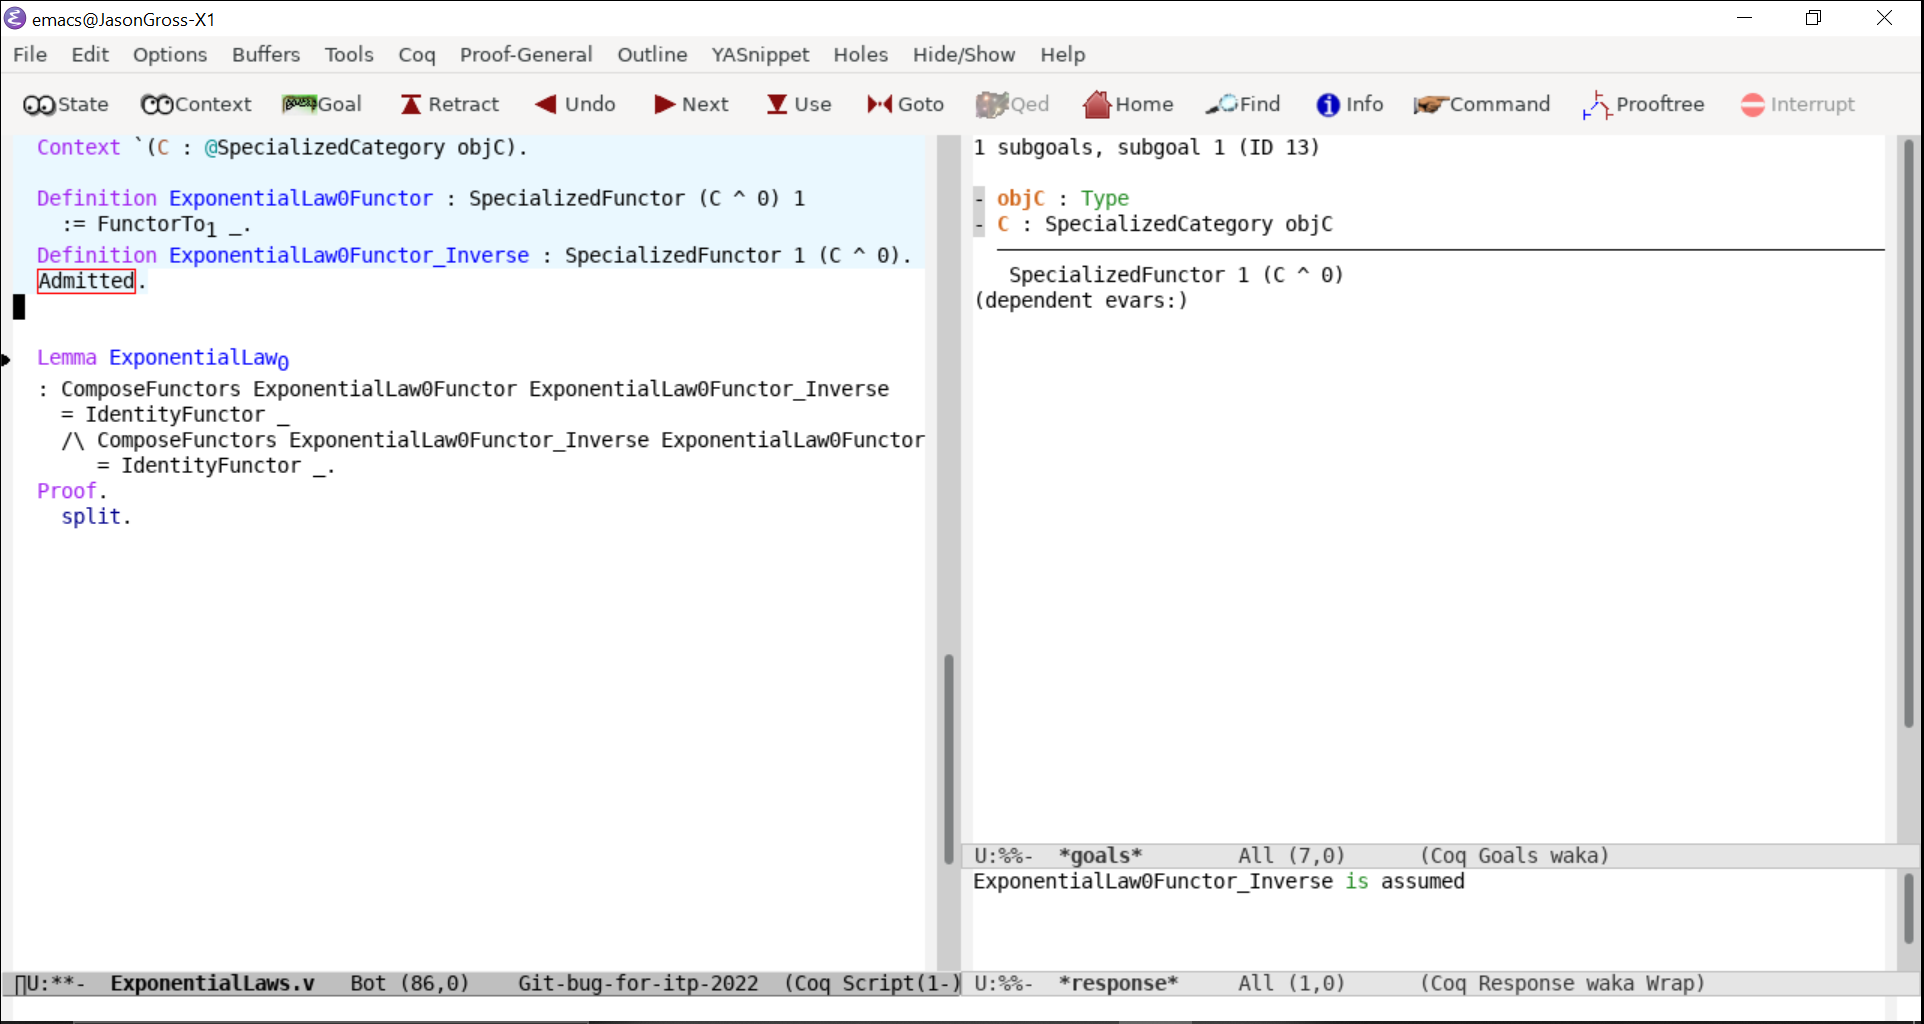 emacs@JasonGross-X1
File Edit Options Buffers Tools Coq Proof-General Outline YASnippet Holes Hide/Show Help
State Context Goal Retract Undo Next Use Goto Qed Home Find Info Command Prooftree Interrupt
Context `(C : @SpecializedCategory objC).
Definition ExponentialLaw0Functor : SpecializedFunctor (C ^ 0) 1
:= FunctorTo₁ _.
Definition ExponentialLaw0Functor_Inverse : SpecializedFunctor 1 (C ^ 0).
Admitted.
Lemma ExponentialLaw₀
: ComposeFunctors ExponentialLaw0Functor ExponentialLaw0Functor_Inverse
= IdentityFunctor _
/\ ComposeFunctors ExponentialLaw0Functor_Inverse ExponentialLaw0Functor
= IdentityFunctor _.
Proof.
split.
U:**- ExponentialLaws.v Bot (86,0) Git-bug-for-itp-2022 (Coq Script(1-)
1 subgoals, subgoal 1 (ID 13)
- objC : Type
- C : SpecializedCategory objC
SpecializedFunctor 1 (C ^ 0)
(dependent evars:)
U:%%- *goals* All (7,0) (Coq Goals waka)
ExponentialLaw0Functor_Inverse is assumed
U:%%- *response* All (1,0) (Coq Response waka Wrap)